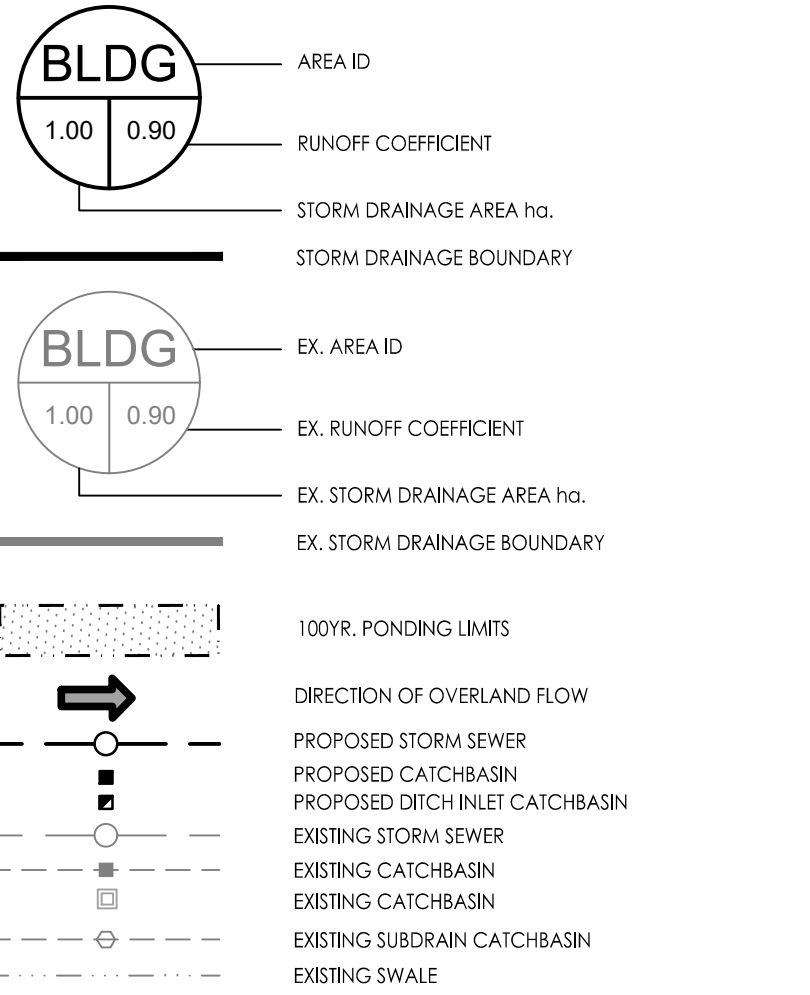 BLDG
AREA ID
1.00 0.90
RUNOFF COEFFICIENT
STORM DRAINAGE AREA ha.
STORM DRAINAGE BOUNDARY
BLDG
EX. AREA ID
1.00 0.90
EX. RUNOFF COEFFICIENT
EX. STORM DRAINAGE AREA ha.
EX. STORM DRAINAGE BOUNDARY
100YR. PONDING LIMITS
DIRECTION OF OVERLAND FLOW
PROPOSED STORM SEWER
PROPOSED CATCHBASIN
PROPOSED DITCH INLET CATCHBASIN
EXISTING STORM SEWER
EXISTING CATCHBASIN
EXISTING CATCHBASIN
EXISTING SUBDRAIN CATCHBASIN
EXISTING SWALE